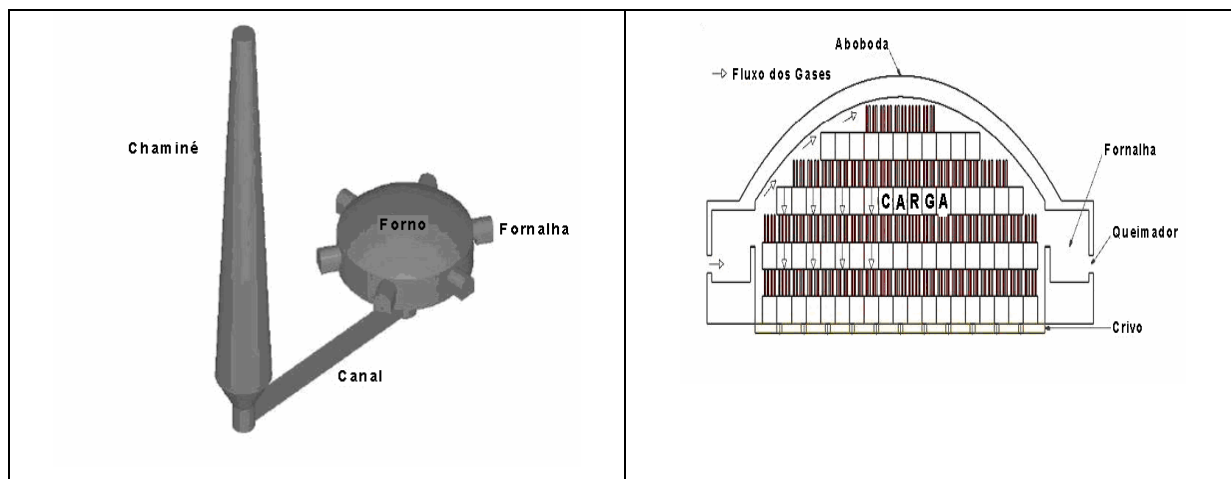 Chaminé
Forno
Fornalha
Canal
Aboboda
Fluxo dos Gases
Fornalha
CARGA
Queimador
Crivo